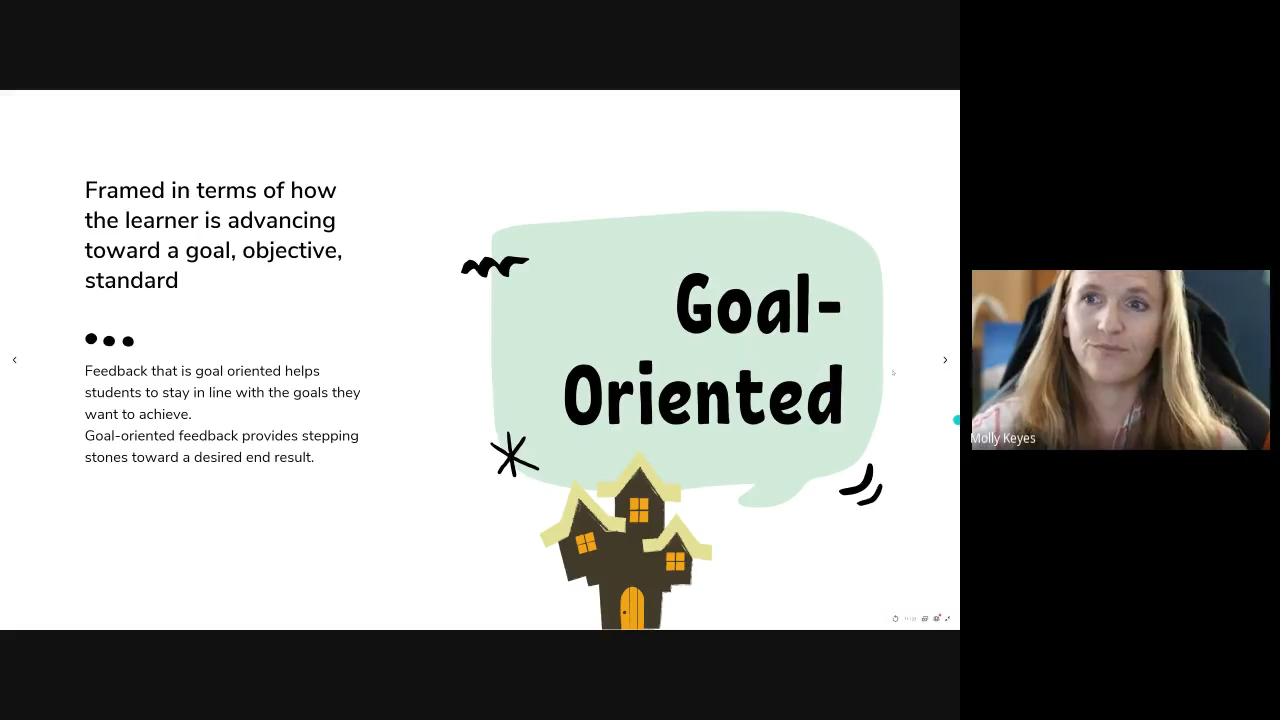 Framed in terms of how
the learner is advancing
toward a goal, objective,
standard
Feedback that is goal oriented helps
students to stay in line with the goals they
want to achieve.
Goal-oriented feedback provides stepping
stones toward a desired end result.
Goal-
Oriented
Molly Keyes